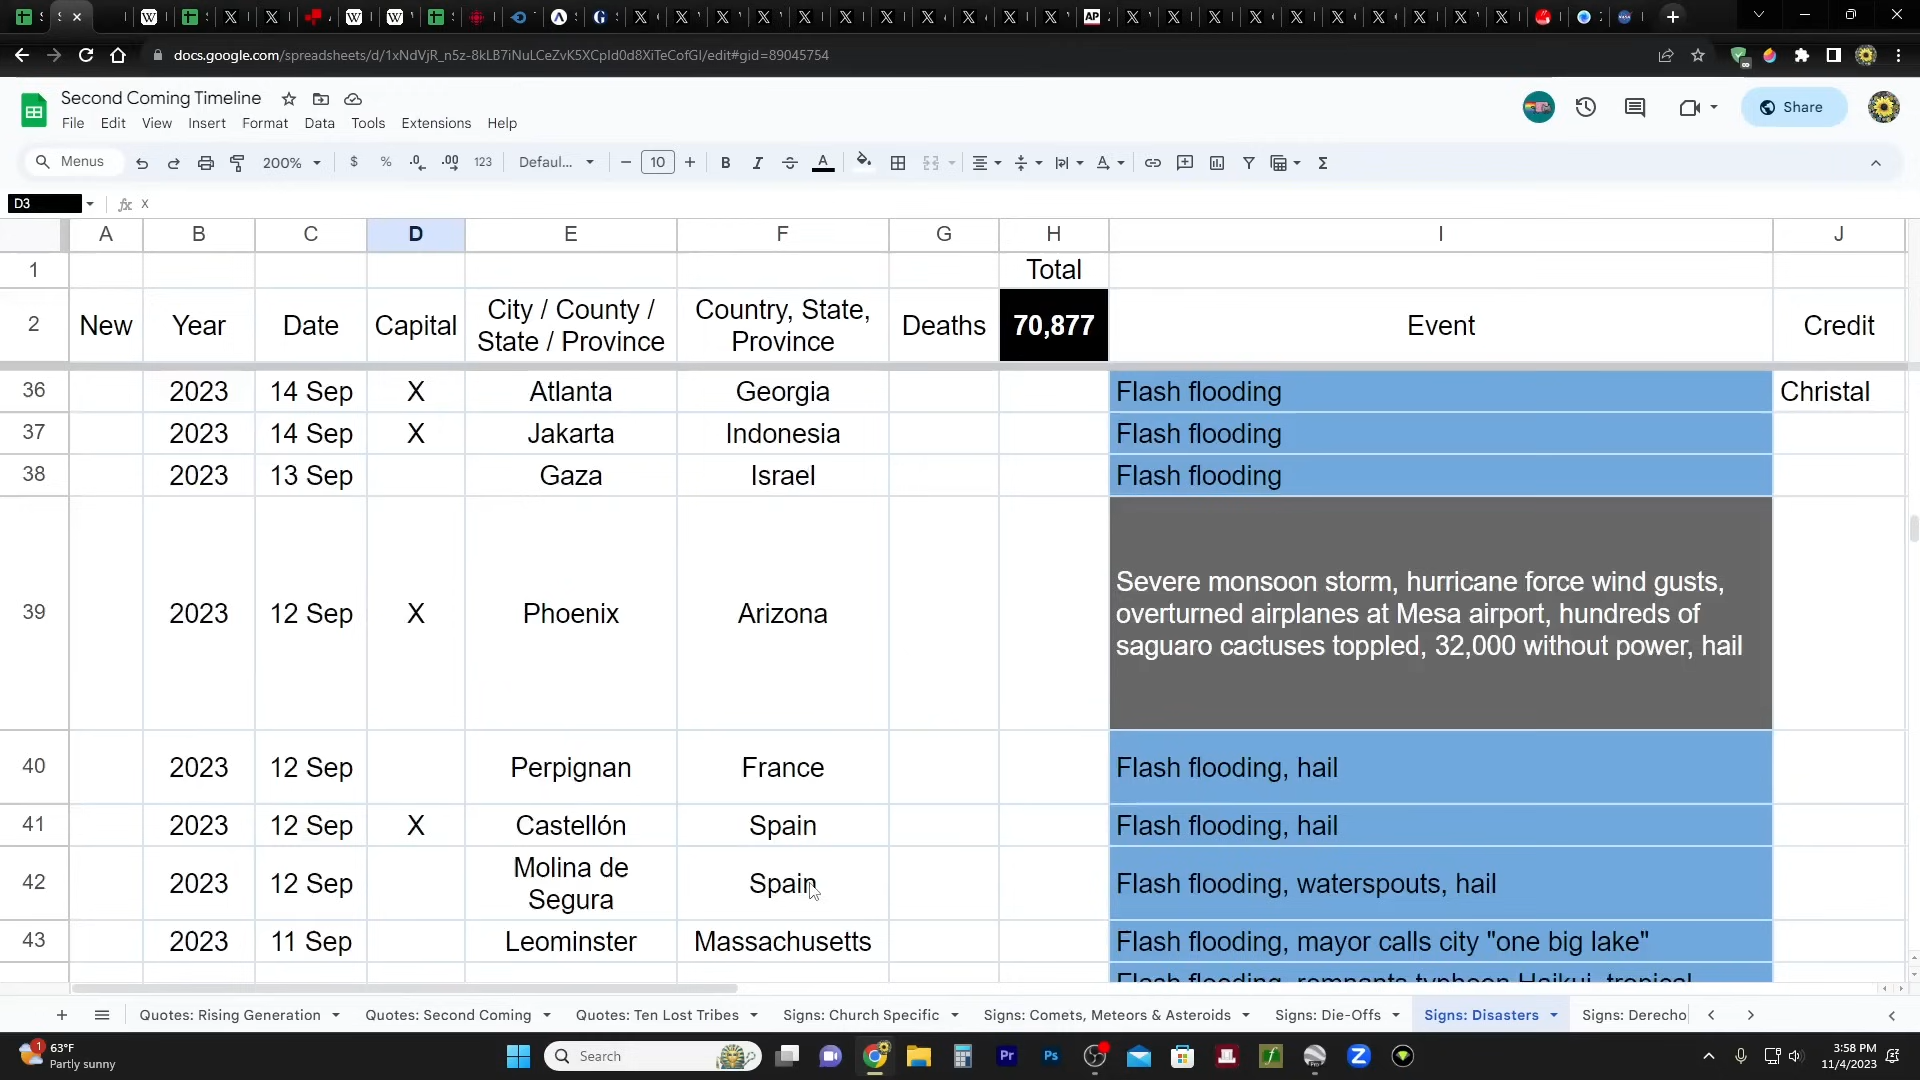 docs.google.com/spreadsheets/d/1xNdVjR_n5z-8kLB7iNuLCeZvK5XCpId0d8XiTeCofGI/edit#gid=89045754
Second Coming Timeline
File Edit View Insert Format Data Tools Extensions Help
Share
Menus 200% $ % .0 .00 123 Defaul... − 10 + B I A Σ
D3 fx X
A B C D E F G H I J
1 Total
2 New Year Date Capital City / County / State / Province Country, State, Province Deaths 70,877 Event Credit
36 2023 14 Sep X Atlanta Georgia Flash flooding Christal
37 2023 14 Sep X Jakarta Indonesia Flash flooding
38 2023 13 Sep Gaza Israel Flash flooding
39 2023 12 Sep X Phoenix Arizona Severe monsoon storm, hurricane force wind gusts,
overturned airplanes at Mesa airport, hundreds of
saguaro cactuses toppled, 32,000 without power, hail
40 2023 12 Sep Perpignan France Flash flooding, hail
41 2023 12 Sep X Castellón Spain Flash flooding, hail
42 2023 12 Sep Molina de Segura Spain Flash flooding, waterspouts, hail
43 2023 11 Sep Leominster Massachusetts Flash flooding, mayor calls city "one big lake"
Flash flooding, remnants typhoon Haikui, tropical
+ Quotes: Rising Generation Quotes: Second Coming Quotes: Ten Lost Tribes Signs: Church Specific Signs: Comets, Meteors & Asteroids Signs: Die-Offs Signs: Disasters Signs: Derecho
63°F
Partly sunny
Search
Pr Ps
3:58 PM
11/4/2023